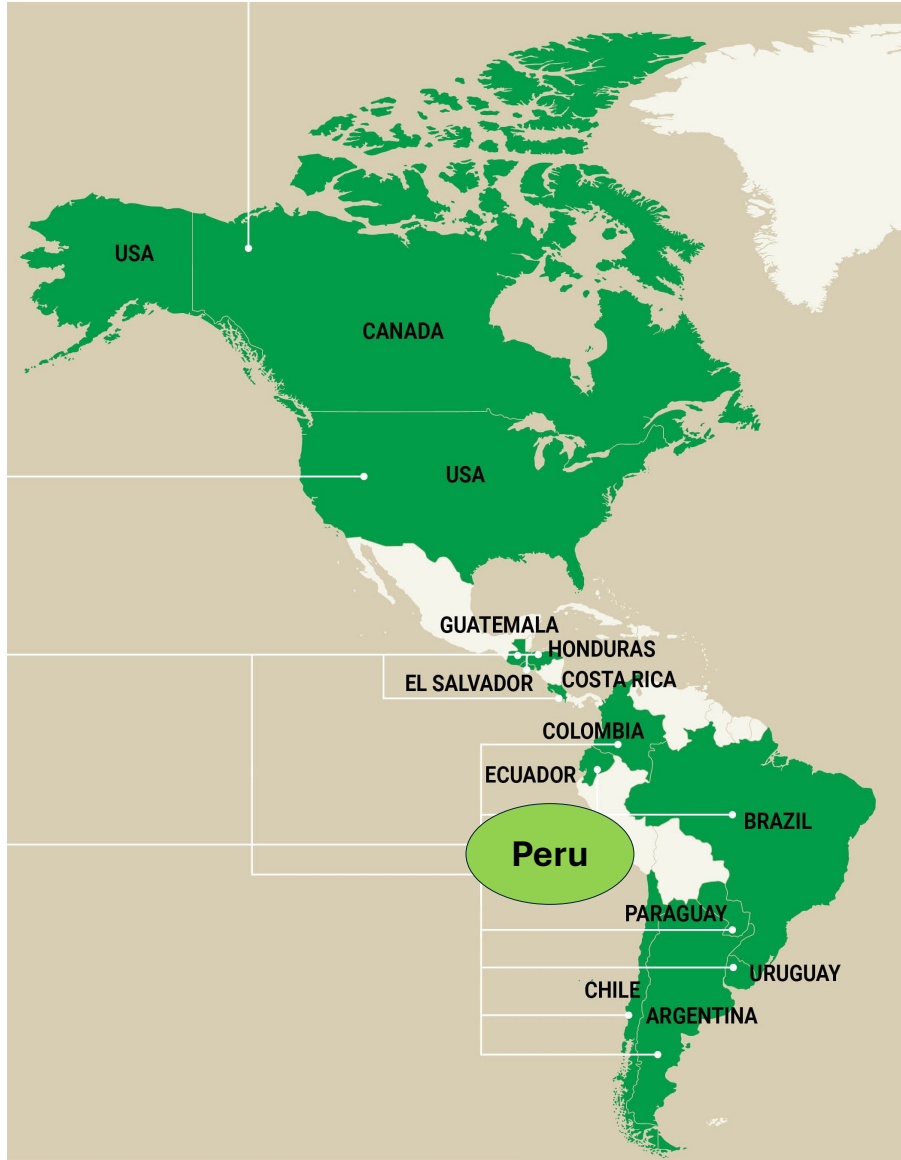 USA
CANADA
USA
GUATEMALA
HONDURAS
EL SALVADOR
COSTA RICA
COLOMBIA
ECUADOR
BRAZIL
Peru
PARAGUAY
URUGUAY
CHILE
ARGENTINA